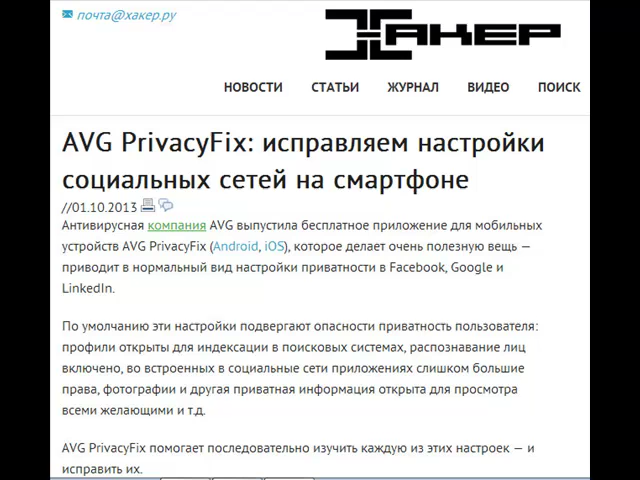 почта@хакер.ру
ХАКЕР
НОВОСТИ СТАТЬИ ЖУРНАЛ ВИДЕО ПОИСК
AVG PrivacyFix: исправляем настройки
социальных сетей на смартфоне
//01.10.2013
Антивирусная компания AVG выпустила бесплатное приложение для мобильных
устройств AVG PrivacyFix (Android, iOS), которое делает очень полезную вещь —
приводит в нормальный вид настройки приватности в Facebook, Google и
LinkedIn.
По умолчанию эти настройки подвергают опасности приватность пользователя:
профили открыты для индексации в поисковых системах, распознавание лиц
включено, во встроенных в социальные сети приложениях слишком большие
права, фотографии и другая приватная информация открыта для просмотра
всеми желающими и т.д.
AVG PrivacyFix помогает последовательно изучить каждую из этих настроек — и
исправить их.